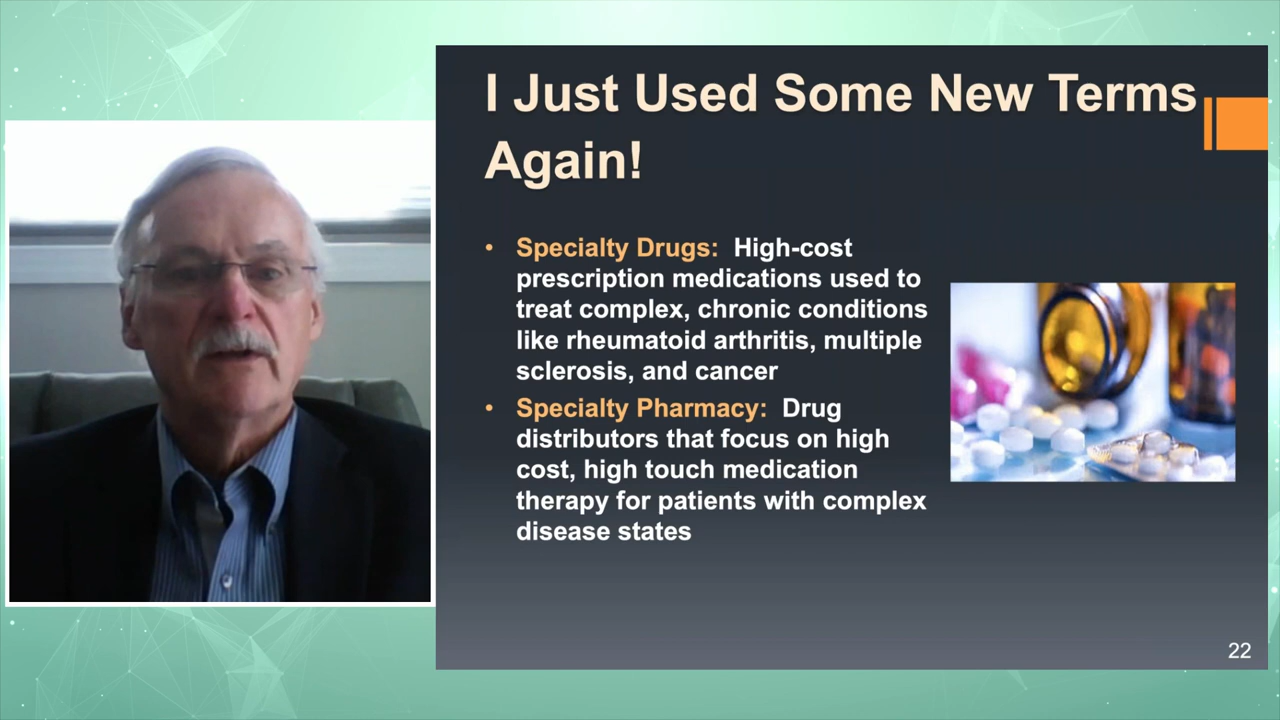 I Just Used Some New Terms
Again!
• Specialty Drugs: High-cost
prescription medications used to
treat complex, chronic conditions
like rheumatoid arthritis, multiple
sclerosis, and cancer
• Specialty Pharmacy: Drug
distributors that focus on high
cost, high touch medication
therapy for patients with complex
disease states
22